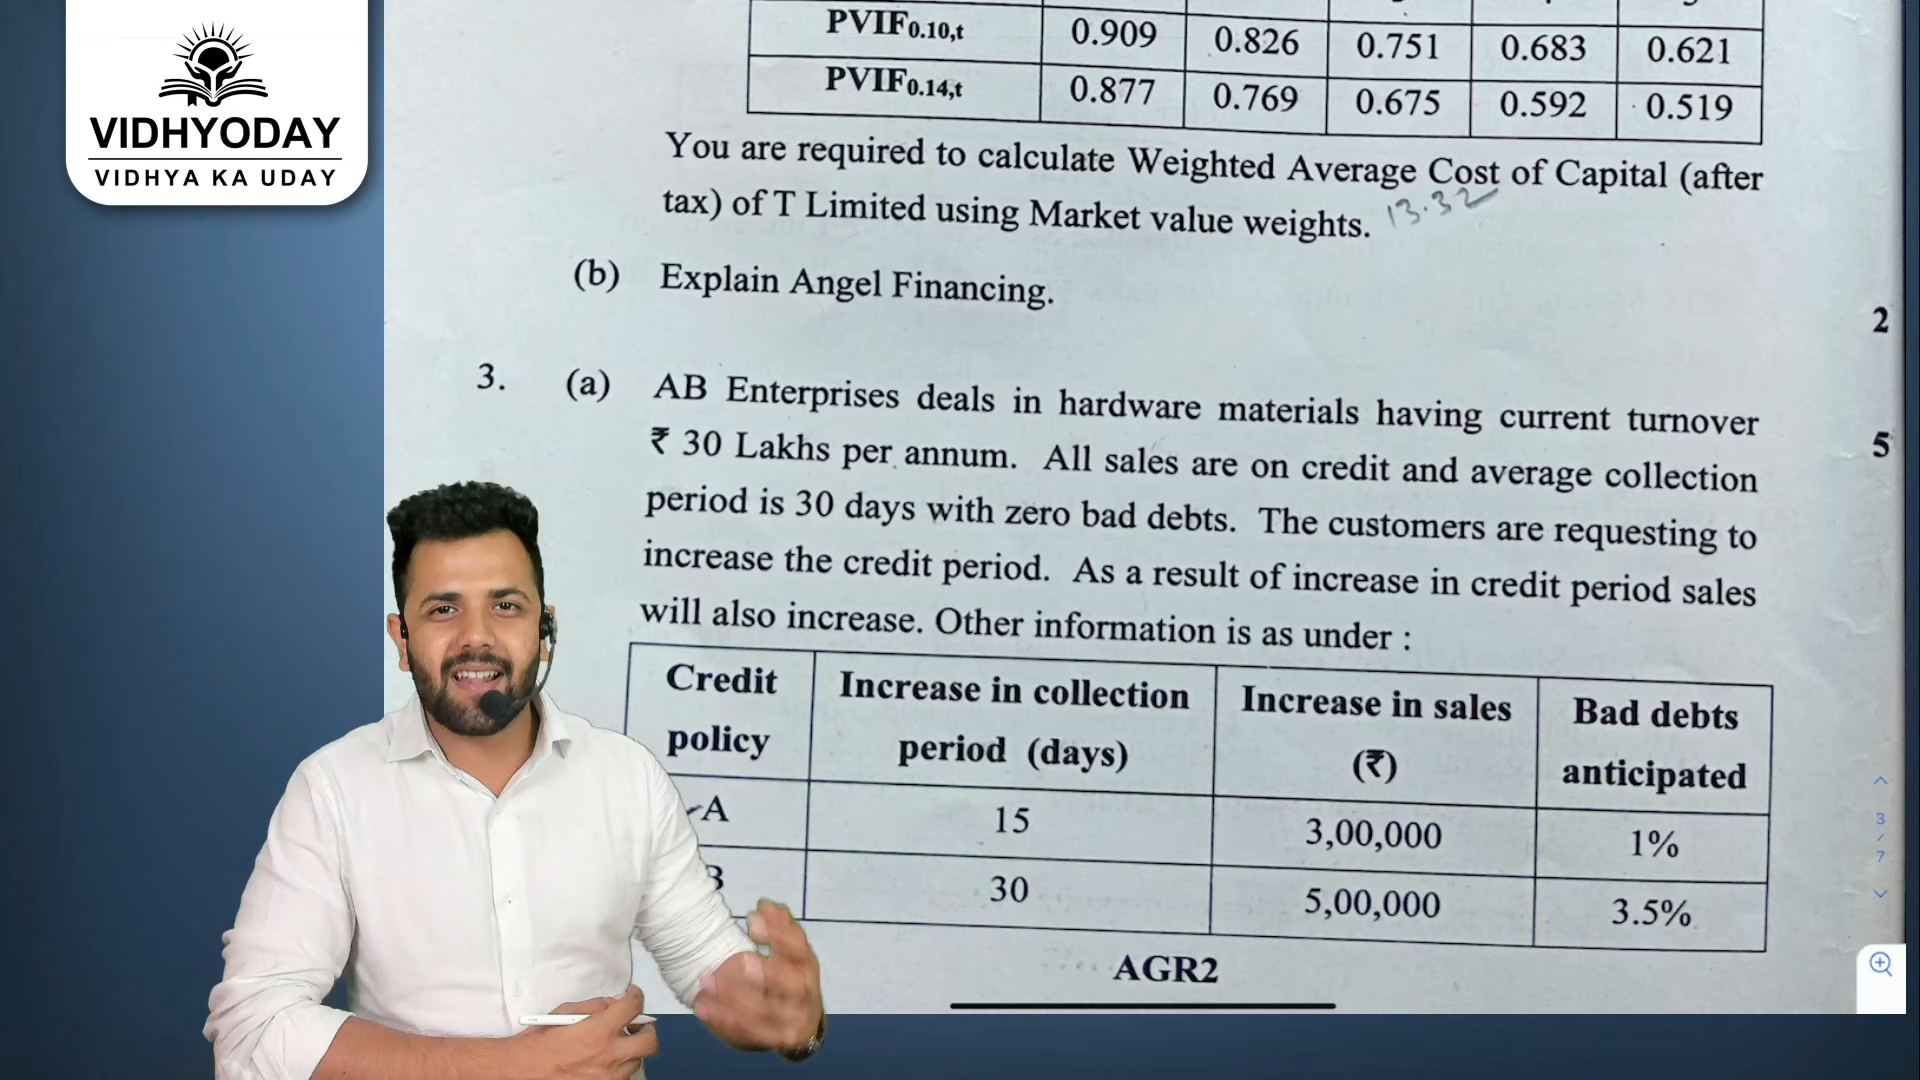 VIDHYODAY
VIDHYA KA UDAY
PVIF0.10,t 0.909 0.826 0.751 0.683 0.621
PVIF0.14,t 0.877 0.769 0.675 0.592 0.519
You are required to calculate Weighted Average Cost of Capital (after
tax) of T Limited using Market value weights. 13.32
(b) Explain Angel Financing.
2
3. (a) AB Enterprises deals in hardware materials having current turnover
5
₹ 30 Lakhs per annum. All sales are on credit and average collection
period is 30 days with zero bad debts. The customers are requesting to
increase the credit period. As a result of increase in credit period sales
will also increase. Other information is as under :
Credit policy Increase in collection period (days) Increase in sales (₹) Bad debts anticipated
A 15 3,00,000 1%
B 30 5,00,000 3.5%
AGR2
3
/
7